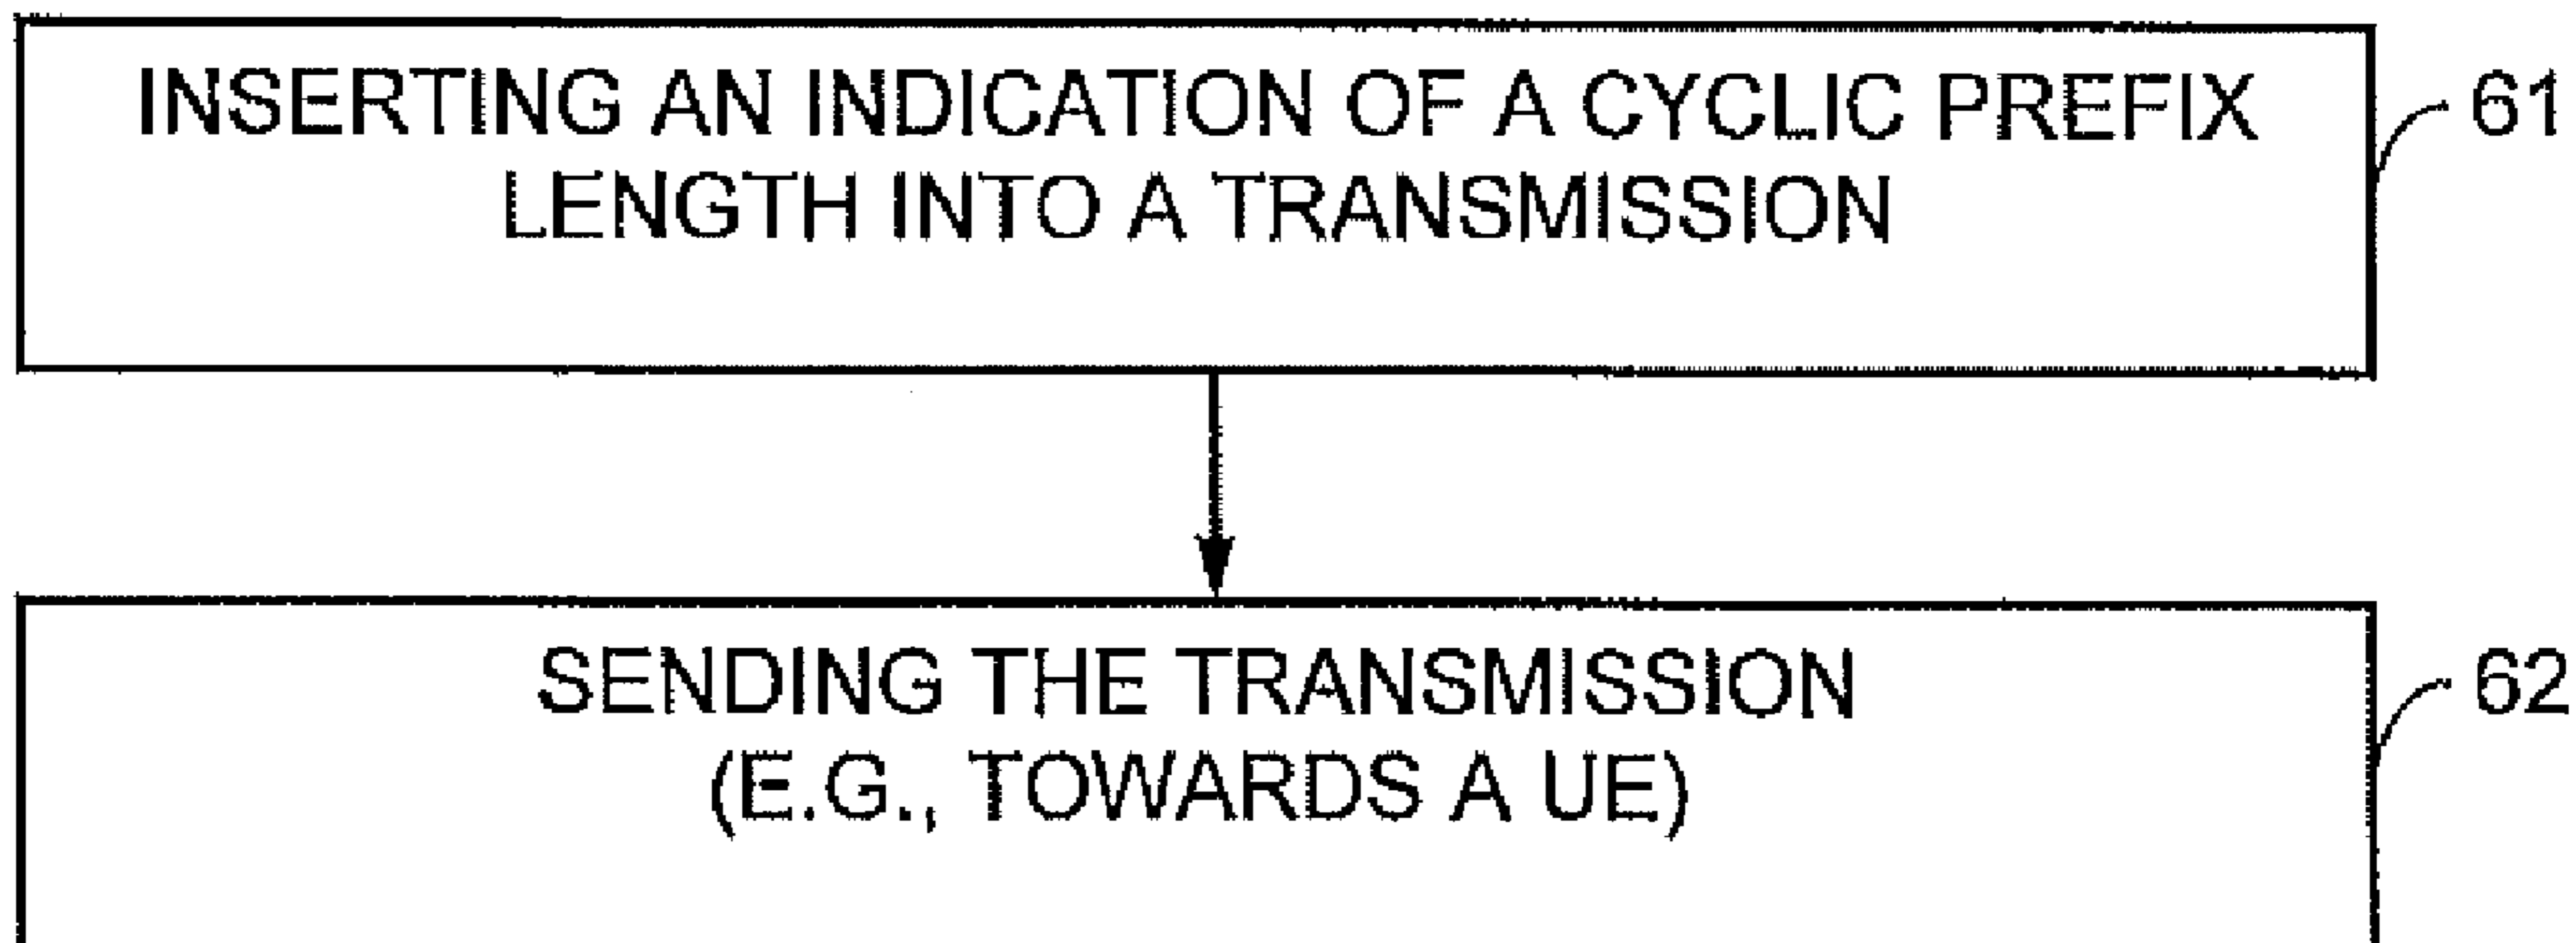 INSERTING AN INDICATION OF A CYCLIC PREFIX
LENGTH INTO A TRANSMISSION
61
SENDING THE TRANSMISSION
(E.G., TOWARDS A UE)
62